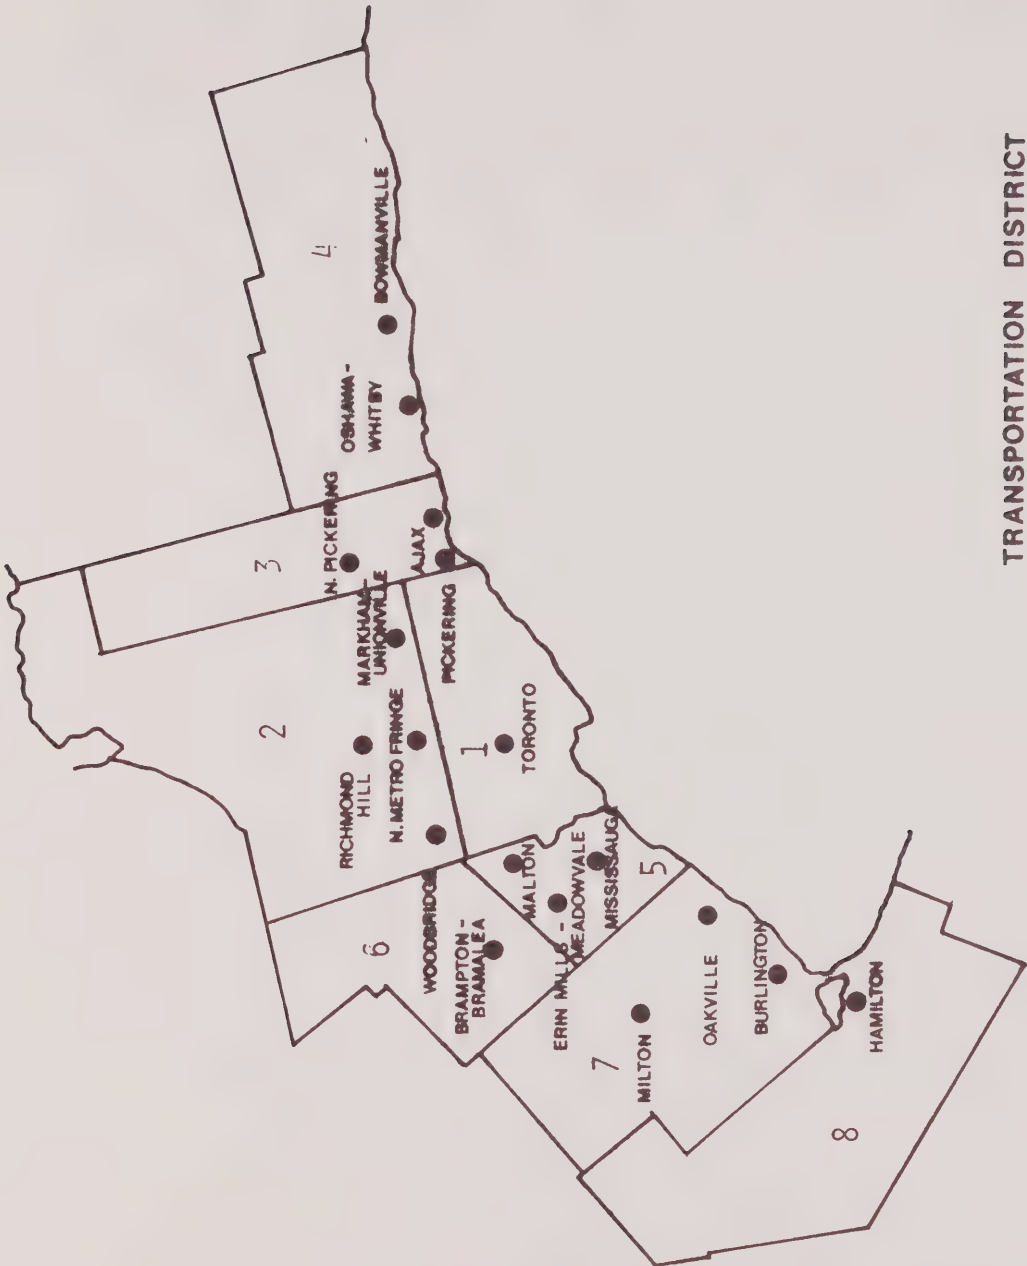 4
BOWMANVILLE
OSHAWA -
WHITBY
3
N. PICKERING
AJAX
PICKERING
MARKHAM-
UNIONVILLE
2
RICHMOND
HILL
N. METRO FRINGE
1
TORONTO
WOODBRIDGE
6
BRAMPTON -
BRAMALEA
MALTON
ERIN MILLS -
MEADOWVALE
MISSISSAUGA
5
7
MILTON
OAKVILLE
BURLINGTON
HAMILTON
8
TRANSPORTATION DISTRICT